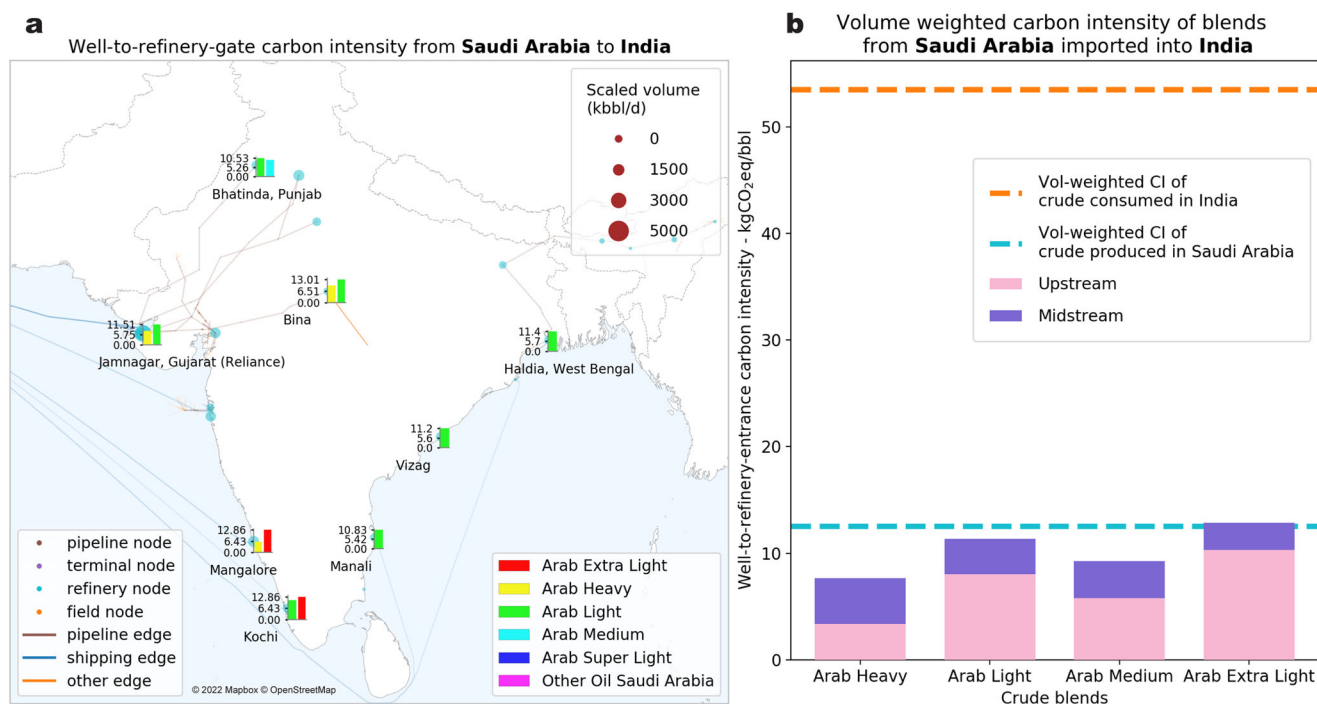 a
Well-to-refinery-gate carbon intensity from Saudi Arabia to India
Scaled volume
(kbbl/d)
0
1500
3000
5000
10.53
5.26
0.00
Bhatinda, Punjab
13.01
6.51
0.00
Bina
11.51
5.75
0.00
Jamnagar, Gujarat (Reliance)
11.4
5.7
0.0
Haldia, West Bengal
11.2
5.6
0.0
Vizag
12.86
6.43
0.00
Mangalore
10.83
5.42
0.00
Manali
12.86
6.43
0.00
Kochi
pipeline node
terminal node
refinery node
field node
pipeline edge
shipping edge
other edge
© 2022 Mapbox © OpenStreetMap
Arab Extra Light
Arab Heavy
Arab Light
Arab Medium
Arab Super Light
Other Oil Saudi Arabia
b
Volume weighted carbon intensity of blends
from Saudi Arabia imported into India
Well-to-refinery-entrance carbon intensity - kgCO₂eq/bbl
50
40
30
20
10
0
Vol-weighted CI of
crude consumed in India
Vol-weighted CI of
crude produced in Saudi Arabia
Upstream
Midstream
Arab Heavy Arab Light Arab Medium Arab Extra Light
Crude blends